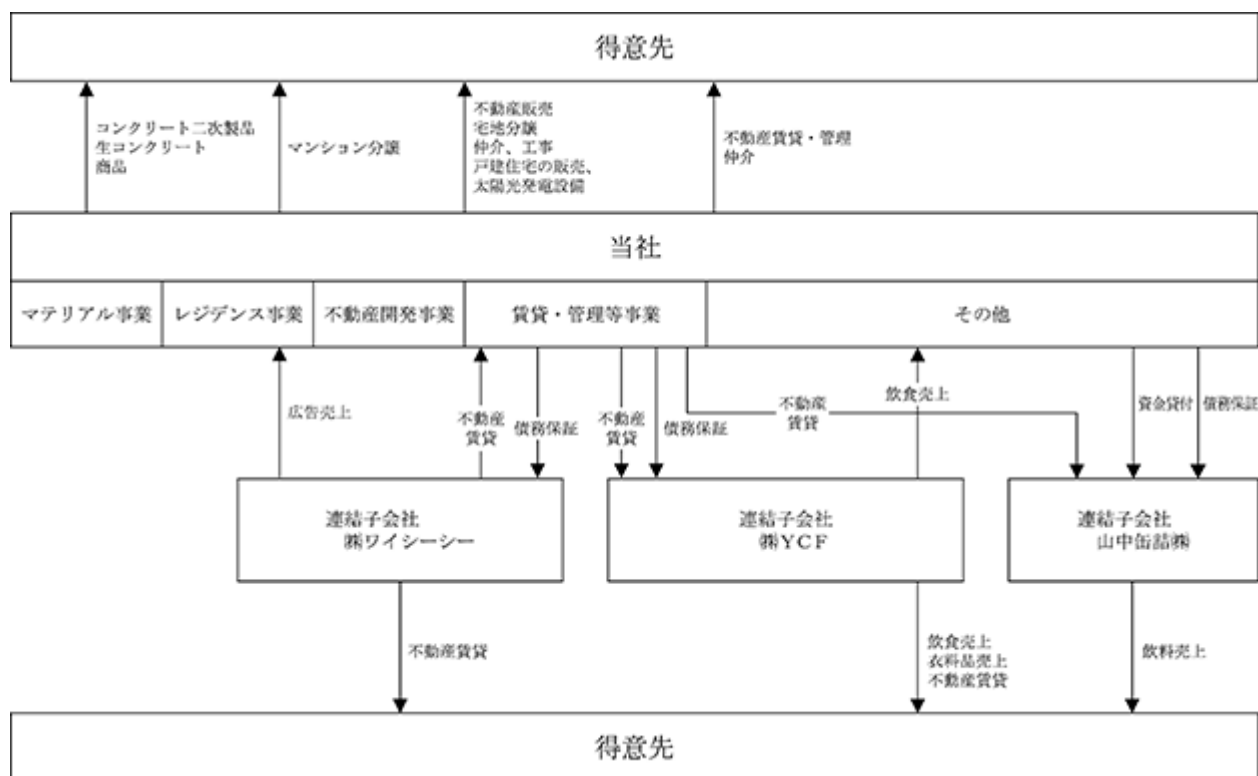 得意先
コンクリート二次製品
生コンクリート
商品
マンション分譲
不動産販売
宅地分譲
仲介、工事
戸建住宅の販売、
太陽光発電設備
不動産賃貸・管理
仲介
当社
マテリアル事業
レジデンス事業
不動産開発事業
賃貸・管理等事業
その他
広告売上
不動産
賃貸
債務保証
不動産
賃貸
債務保証
不動産
賃貸
飲食売上
資金貸付
債務保証
連結子会社
㈱ワイシーシー
連結子会社
㈱YCF
連結子会社
山中缶詰㈱
不動産賃貸
飲食売上
衣料品売上
不動産賃貸
飲料売上
得意先